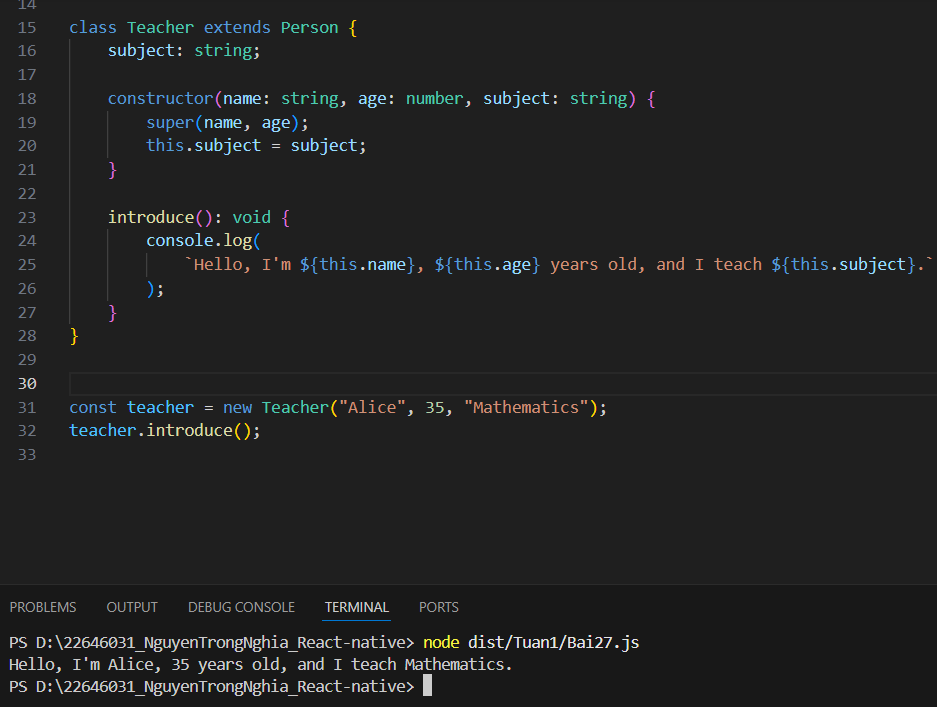 14
15 class Teacher extends Person {
16     subject: string;
17
18     constructor(name: string, age: number, subject: string) {
19         super(name, age);
20         this.subject = subject;
21     }
22
23     introduce(): void {
24         console.log(
25             `Hello, I'm ${this.name}, ${this.age} years old, and I teach ${this.subject}.`
26         );
27     }
28 }
29
30
31 const teacher = new Teacher("Alice", 35, "Mathematics");
32 teacher.introduce();
33
PROBLEMS OUTPUT DEBUG CONSOLE TERMINAL PORTS
PS D:\22646031_NguyenTrongNghia_React-native> node dist/Tuan1/Bai27.js
Hello, I'm Alice, 35 years old, and I teach Mathematics.
PS D:\22646031_NguyenTrongNghia_React-native>